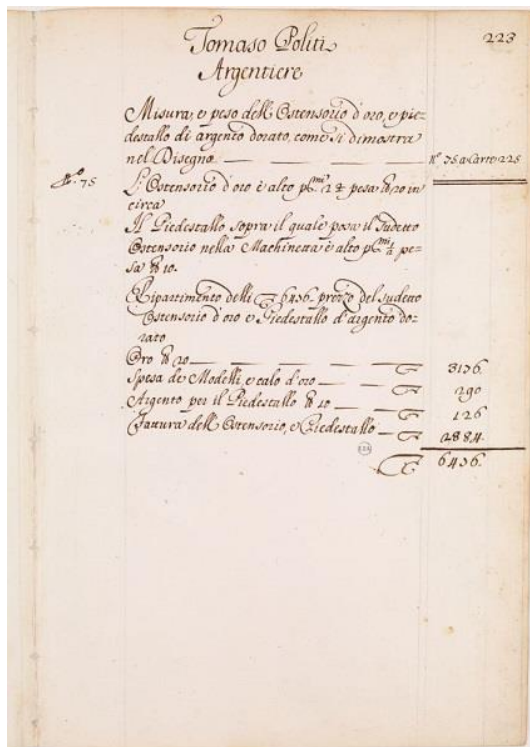 223
Tomaso Politi
Argentiere
Misura, e peso dell'Ostensorio d'oro, e pie-
destallo di argento dorato, come si dimostra
nel Disegno. — N.º 75 a Carte 225
N.º 75
L'Ostensorio d'oro è alto pal.mi 2 pesa lb 20 in
circa
Il Piedestallo sopra il quale posa il sudetto
Ostensorio nella Machinetta è alto pal.mi pe-
sa lb 10.
Ripartimento delli 6436. prezzo del sudetto
Ostensorio d'oro e Piedestallo d'argento do-
rato
Oro lb 20 — 3136.
Spesa de Modelli, e calo d'oro — 290
Argento per il Piedestallo lb 10 — 126
Fattura dell'Ostensorio, e Piedestallo — 2884.
6436.